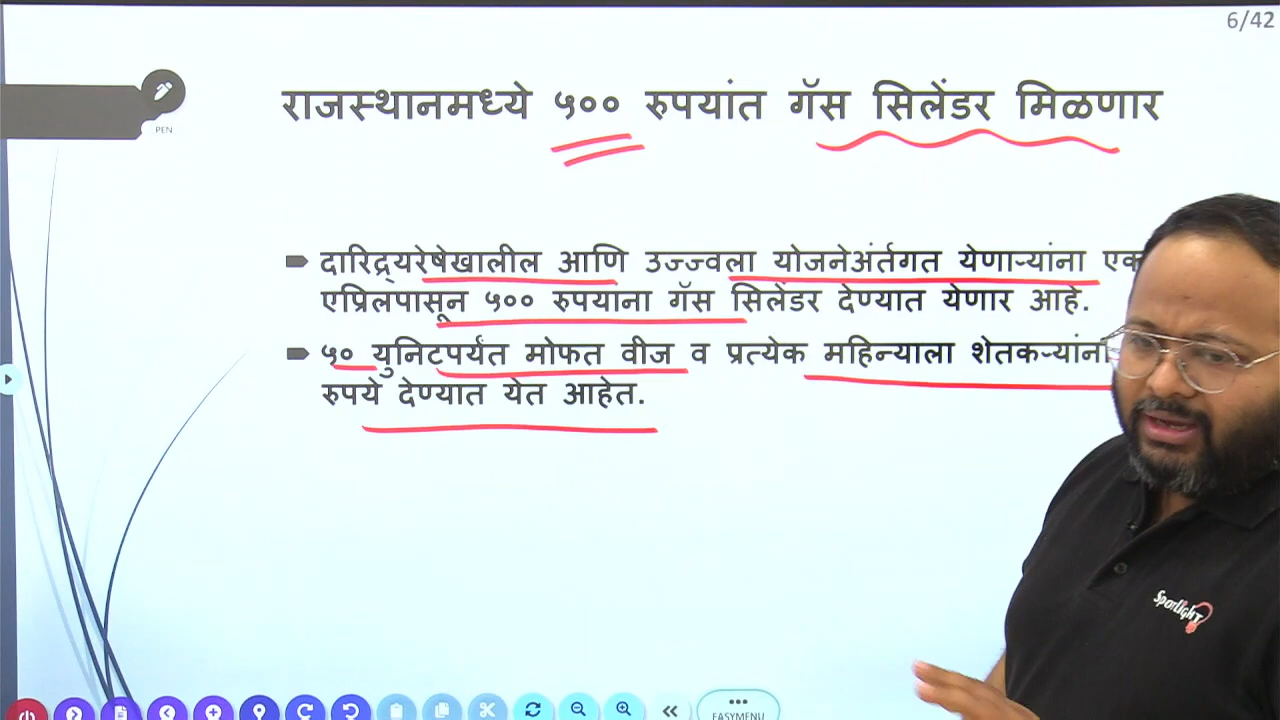 6/42
PEN
राजस्थानमध्ये ५०० रुपयांत गॅस सिलेंडर मिळणार
दारिद्र्यरेषेखालील आणि उज्ज्वला योजनेअंर्तगत येणाऱ्यांना एक
एप्रिलपासून ५०० रुपयाना गॅस सिलेंडर देण्यात येणार आहे.
५० युनिटपर्यंत मोफत वीज व प्रत्येक महिन्याला शेतकऱ्यांना
रुपये देण्यात येत आहेत.
Spotlight
EASYMENU